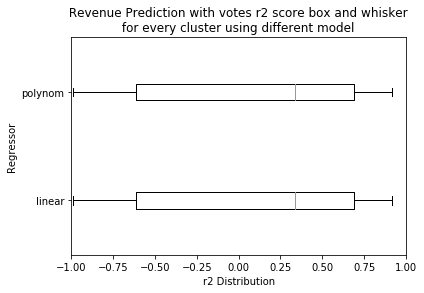 Revenue Prediction with votes r2 score box and whisker
for every cluster using different model
polynom
linear
Regressor
−1.00 −0.75 −0.50 −0.25 0.00 0.25 0.50 0.75 1.00
r2 Distribution